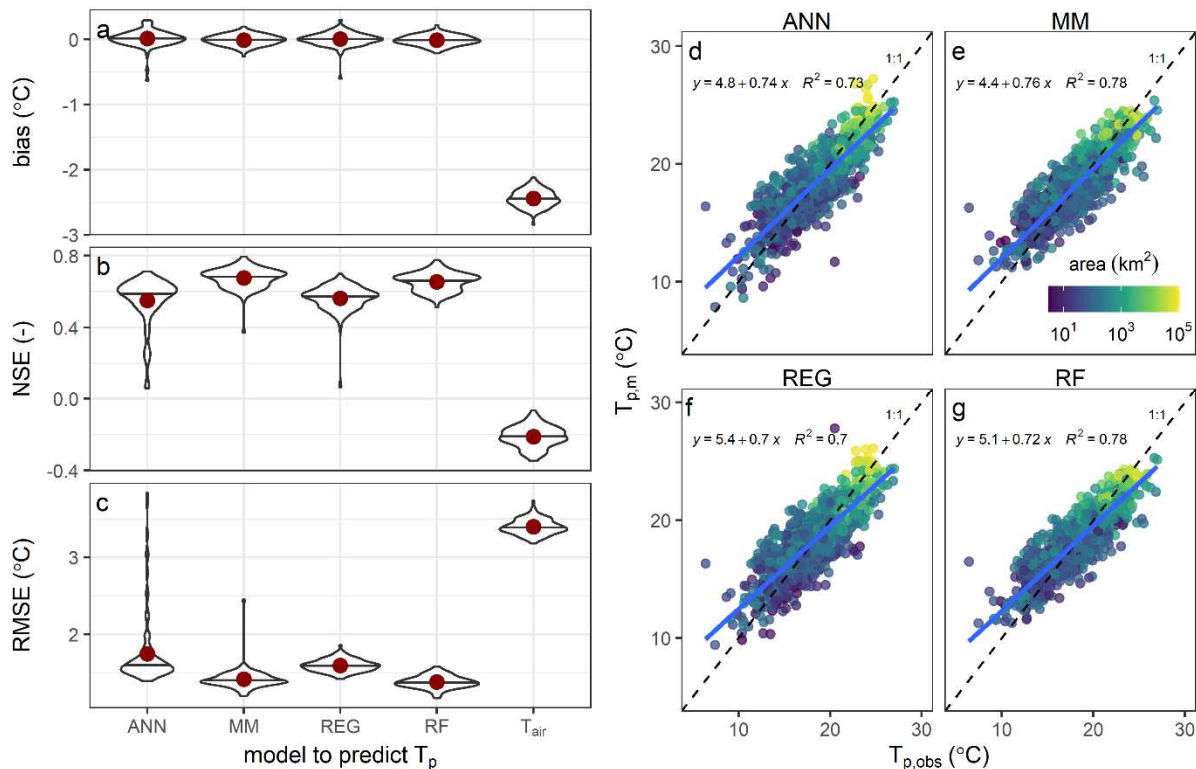 a
bias (°C)
0
-1
-2
-3
b
NSE (-)
0.8
0.4
0.0
-0.4
c
RMSE (°C)
3
2
ANN MM REG RF Tair
model to predict Tp
ANN
d
1:1
y = 4.8 + 0.74 x R² = 0.73
MM
e
1:1
y = 4.4 + 0.76 x R² = 0.78
area (km²)
10¹ 10³ 10⁵
30
20
10
Tp,m (°C)
REG
f
1:1
y = 5.4 + 0.7 x R² = 0.7
RF
g
1:1
y = 5.1 + 0.72 x R² = 0.78
30
20
10
10 20 30 10 20 30
Tp,obs (°C)